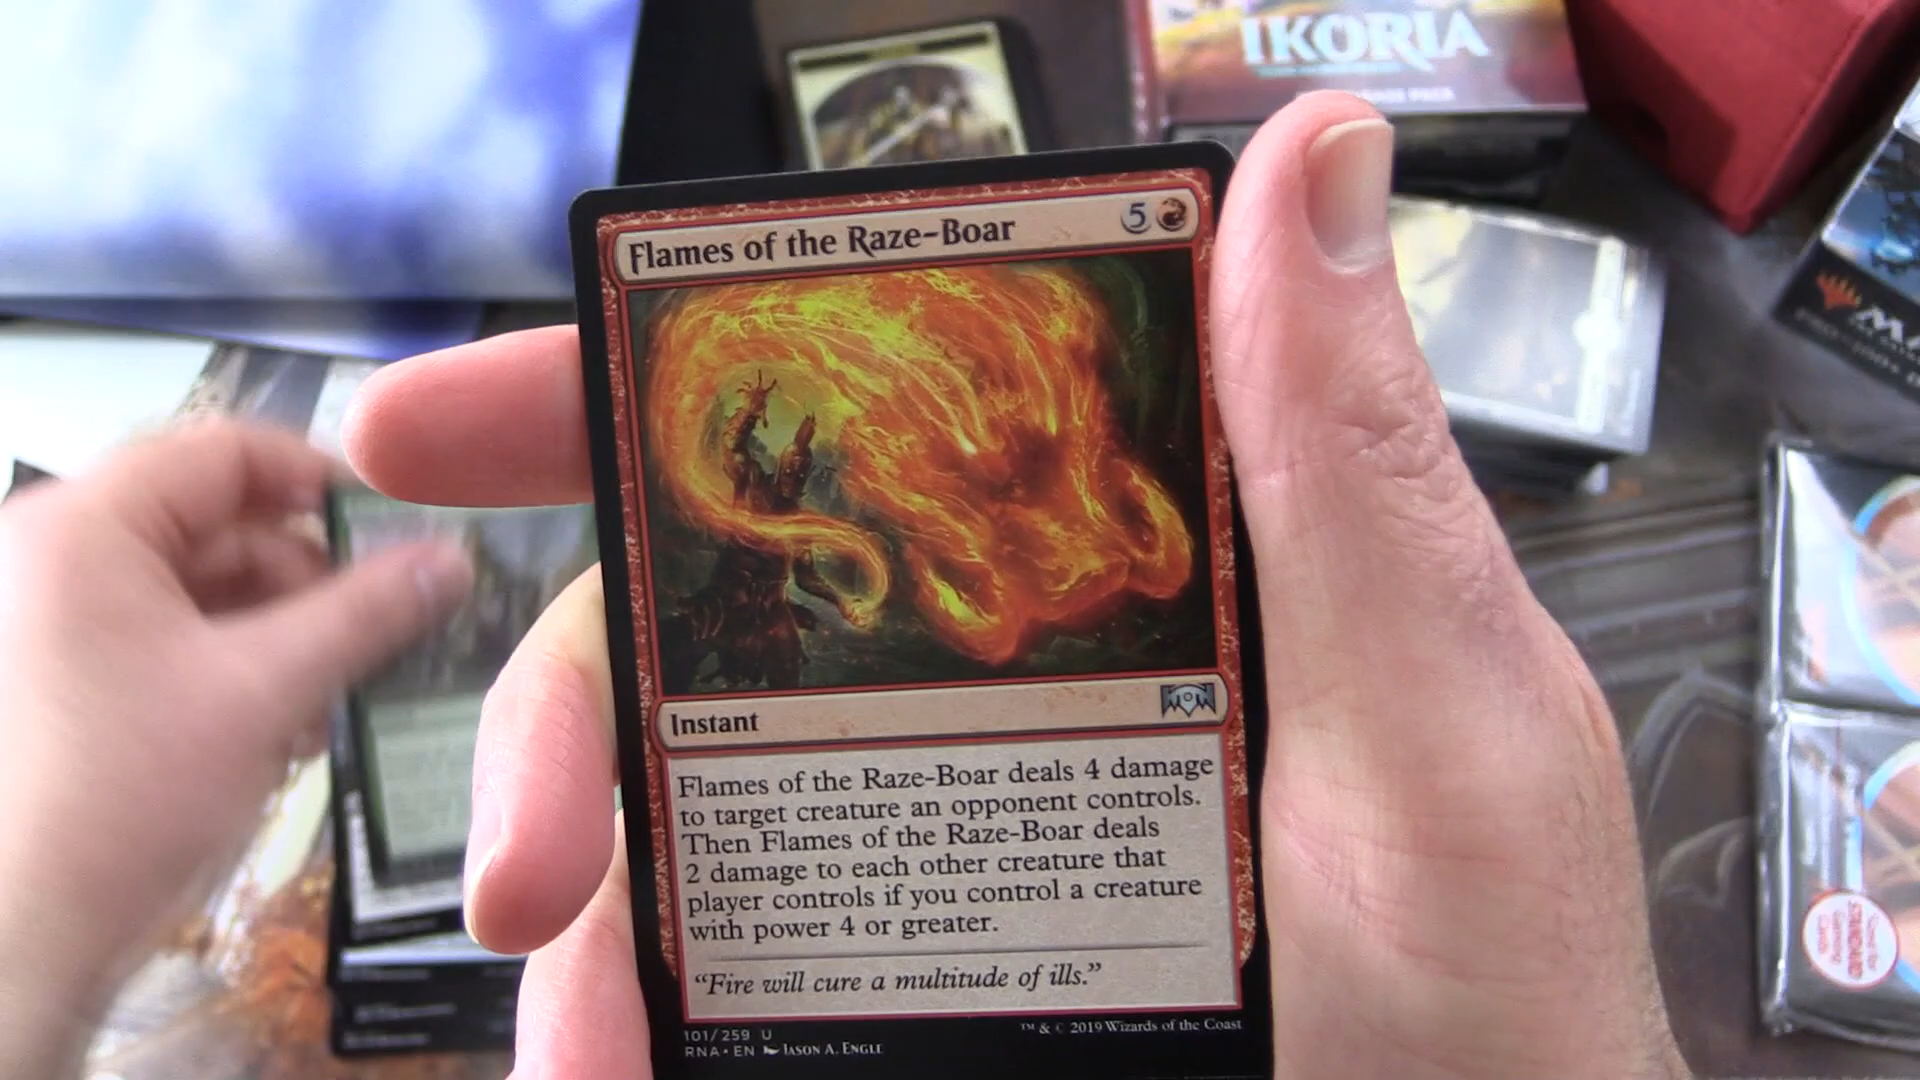 IKORIA
Flames of the Raze-Boar
5
Instant
Flames of the Raze-Boar deals 4 damage
to target creature an opponent controls.
Then Flames of the Raze-Boar deals
2 damage to each other creature that
player controls if you control a creature
with power 4 or greater.
“Fire will cure a multitude of ills.”
101/259 U
RNA • EN Jason A. Engle
™ & © 2019 Wizards of the Coast
STANDARD